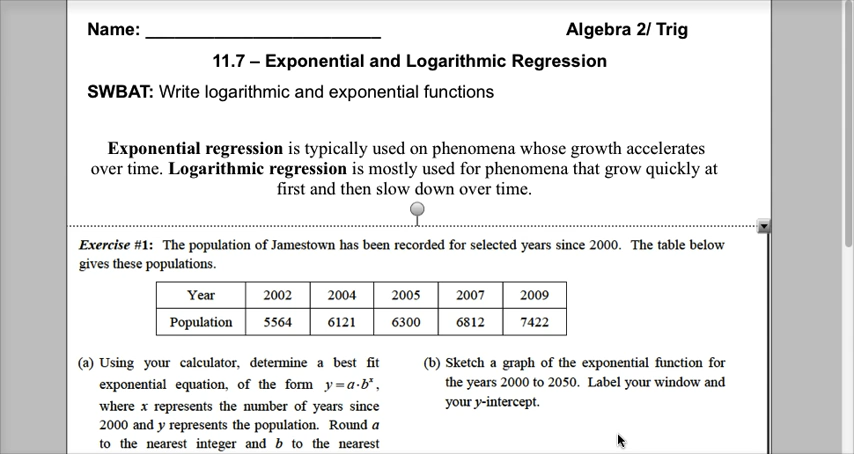 Name: ________________________ Algebra 2/ Trig
11.7 – Exponential and Logarithmic Regression
SWBAT: Write logarithmic and exponential functions
Exponential regression is typically used on phenomena whose growth accelerates
over time. Logarithmic regression is mostly used for phenomena that grow quickly at
first and then slow down over time.
Exercise #1: The population of Jamestown has been recorded for selected years since 2000. The table below
gives these populations.
Year 2002 2004 2005 2007 2009
Population 5564 6121 6300 6812 7422
(a) Using your calculator, determine a best fit
exponential equation, of the form y=a·bˣ,
where x represents the number of years since
2000 and y represents the population. Round a
to the nearest integer and b to the nearest
(b) Sketch a graph of the exponential function for
the years 2000 to 2050. Label your window and
your y-intercept.